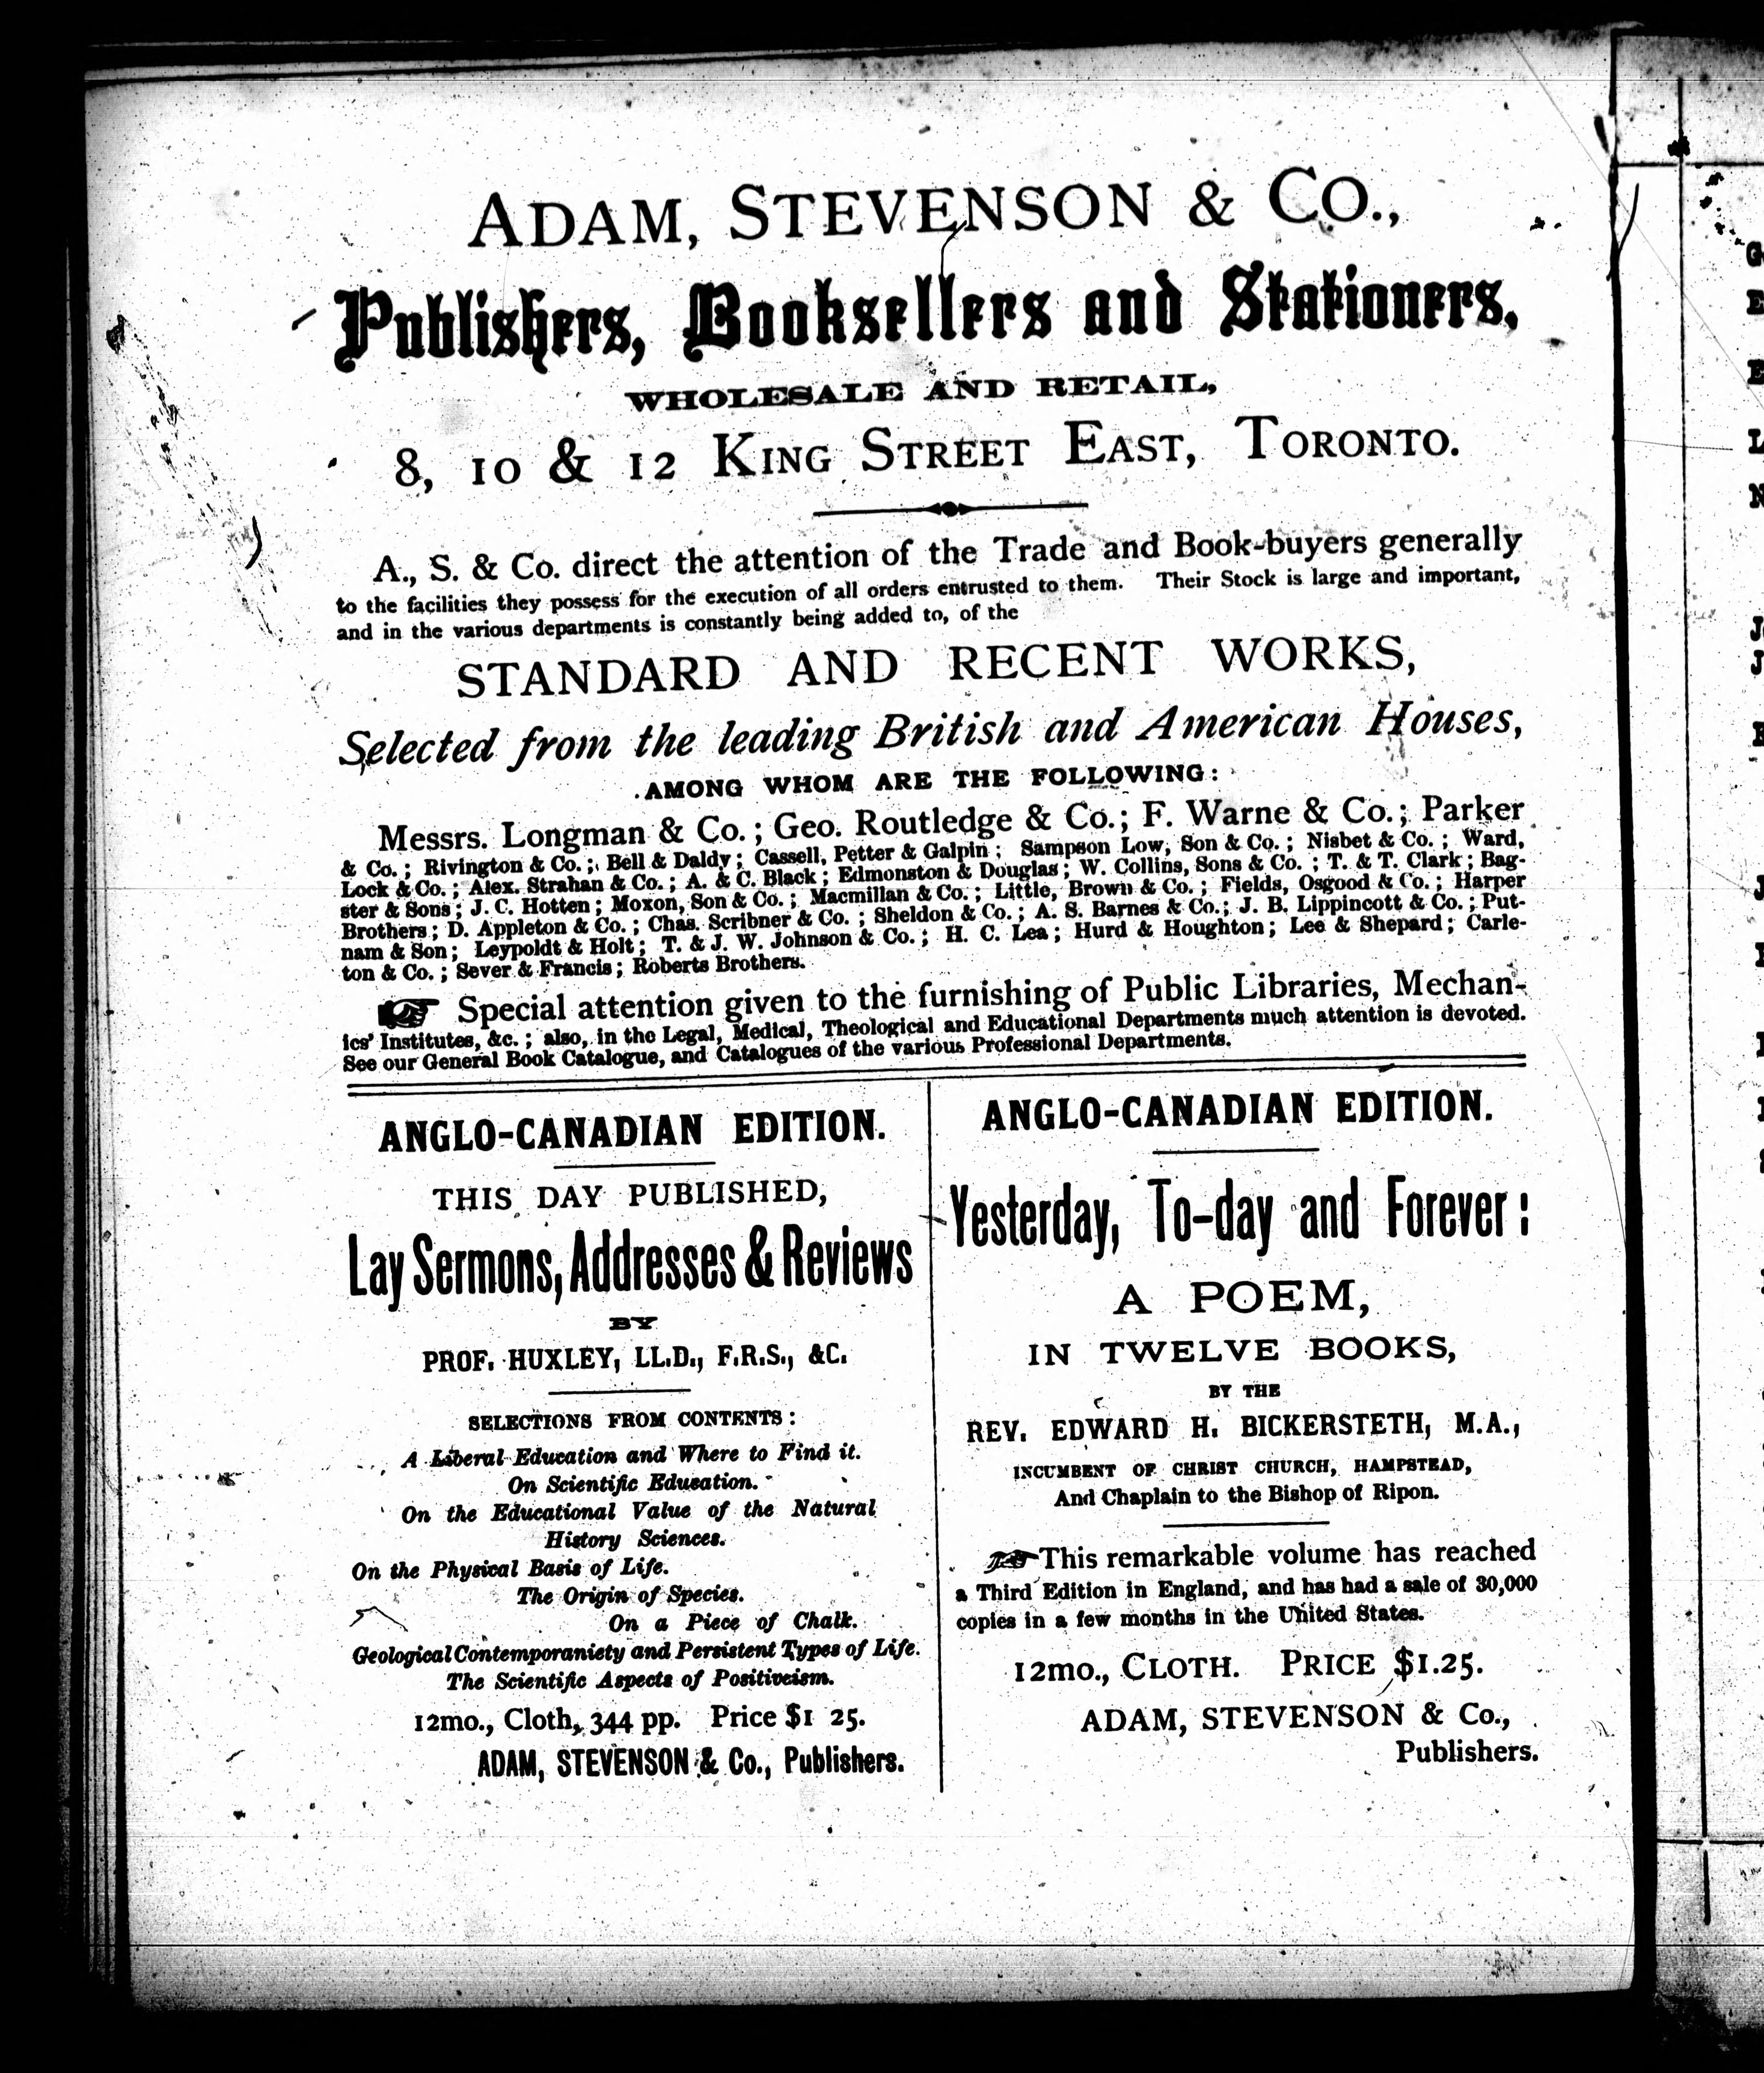 ADAM, STEVENSON & CO.,
Publishers, Booksellers and Stationers,
WHOLESALE AND RETAIL,
8, 10 & 12 KING STREET EAST, TORONTO.
A., S. & Co. direct the attention of the Trade and Book-buyers generally
to the facilities they possess for the execution of all orders entrusted to them. Their Stock is large and important,
and in the various departments is constantly being added to, of the
STANDARD AND RECENT WORKS,
Selected from the leading British and American Houses,
AMONG WHOM ARE THE FOLLOWING:
Messrs. Longman & Co.; Geo. Routledge & Co.; F. Warne & Co.; Parker
& Co.; Rivington & Co.; Bell & Daldy; Cassell, Petter & Galpin; Sampson Low, Son & Co.; Nisbet & Co.; Ward,
Lock & Co.; Alex. Strahan & Co.; A. & C. Black; Edmonston & Douglas; W. Collins, Sons & Co.; T. & T. Clark; Bag-
ster & Sons; J. C. Hotten; Moxon, Son & Co.; Macmillan & Co.; Little, Brown & Co.; Fields, Osgood & Co.; Harper
Brothers; D. Appleton & Co.; Chas. Scribner & Co.; Sheldon & Co.; A. S. Barnes & Co.; J. B. Lippincott & Co.; Put-
nam & Son; Leypoldt & Holt; T. & J. W. Johnson & Co.; H. C. Lea; Hurd & Houghton; Lee & Shepard; Carle-
ton & Co.; Sever & Francis; Roberts Brothers.
☞ Special attention given to the furnishing of Public Libraries, Mechan-
ics' Institutes, &c.; also, in the Legal, Medical, Theological and Educational Departments much attention is devoted.
See our General Book Catalogue, and Catalogues of the various Professional Departments.
ANGLO-CANADIAN EDITION.
THIS DAY PUBLISHED,
Lay Sermons, Addresses & Reviews
BY
PROF. HUXLEY, LL.D., F.R.S., &C.
SELECTIONS FROM CONTENTS:
A Liberal Education and Where to Find it.
On Scientific Education.
On the Educational Value of the Natural
History Sciences.
On the Physical Basis of Life.
The Origin of Species.
On a Piece of Chalk.
Geological Contemporaniety and Persistent Types of Life.
The Scientific Aspects of Positiveism.
12mo., Cloth, 344 pp. Price $1 25.
ADAM, STEVENSON & Co., Publishers.
ANGLO-CANADIAN EDITION.
Yesterday, To-day and Forever:
A POEM,
IN TWELVE BOOKS,
BY THE
REV. EDWARD H. BICKERSTETH, M.A.,
INCUMBENT OF CHRIST CHURCH, HAMPSTEAD,
And Chaplain to the Bishop of Ripon.
☞ This remarkable volume has reached
a Third Edition in England, and has had a sale of 30,000
copies in a few months in the United States.
12mo., CLOTH. PRICE $1.25.
ADAM, STEVENSON & Co.,
Publishers.